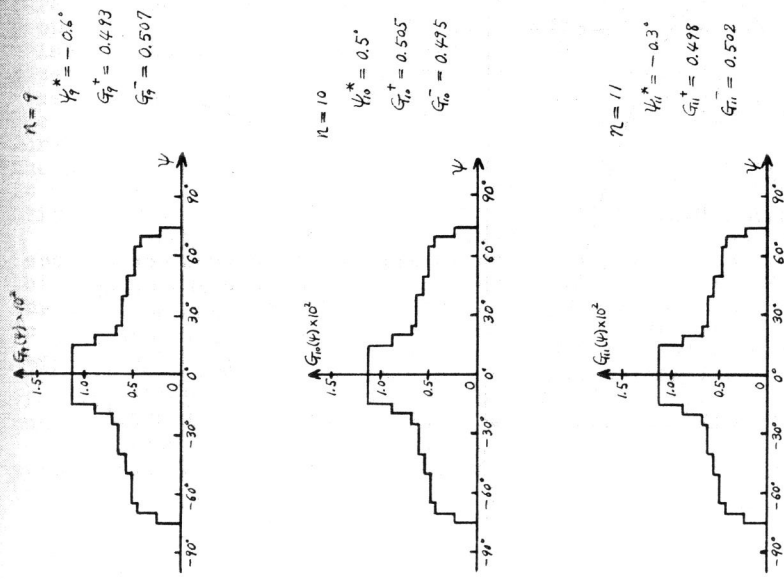 n = 9
ψ₉* = −0.6°
G₉⁺ = 0.493
G₉⁻ = 0.507
G₉(ψ)×10²
1.5
1.0
0.5
0
−90° −60° −30° 0° 30° 60° 90° ψ
n = 10
ψ₁₀* = 0.5°
G₁₀⁺ = 0.505
G₁₀⁻ = 0.495
G₁₀(ψ)×10²
1.5
1.0
0.5
0
−90° −60° −30° 0° 30° 60° 90° ψ
n = 11
ψ₁₁* = −0.3°
G₁₁⁺ = 0.498
G₁₁⁻ = 0.502
G₁₁(ψ)×10²
1.5
1.0
0.5
0
−90° −60° −30° 0° 30° 60° 90° ψ